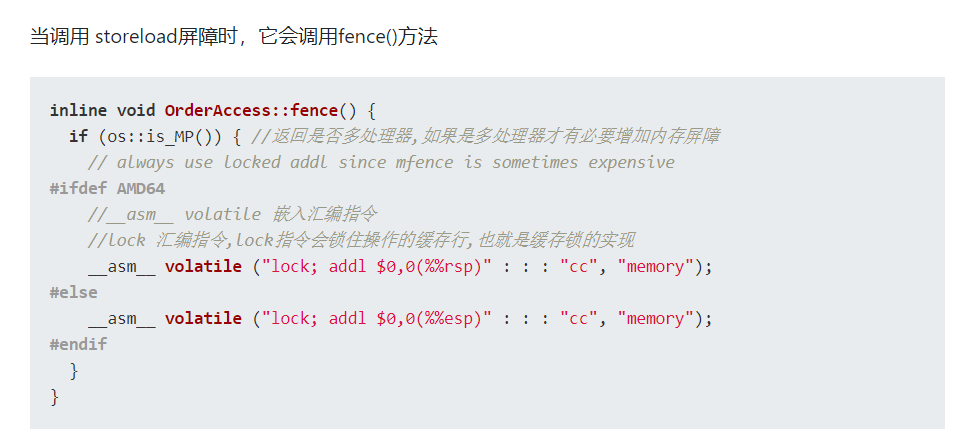 当调用 storeload屏障时，它会调用fence()方法
inline void OrderAccess::fence() {
  if (os::is_MP()) { //返回是否多处理器,如果是多处理器才有必要增加内存屏障
    // always use locked addl since mfence is sometimes expensive
#ifdef AMD64
    //__asm__ volatile 嵌入汇编指令
    //lock 汇编指令,lock指令会锁住操作的缓存行,也就是缓存锁的实现
    __asm__ volatile ("lock; addl $0,0(%%rsp)" : : : "cc", "memory");
#else
    __asm__ volatile ("lock; addl $0,0(%%esp)" : : : "cc", "memory");
#endif
  }
}